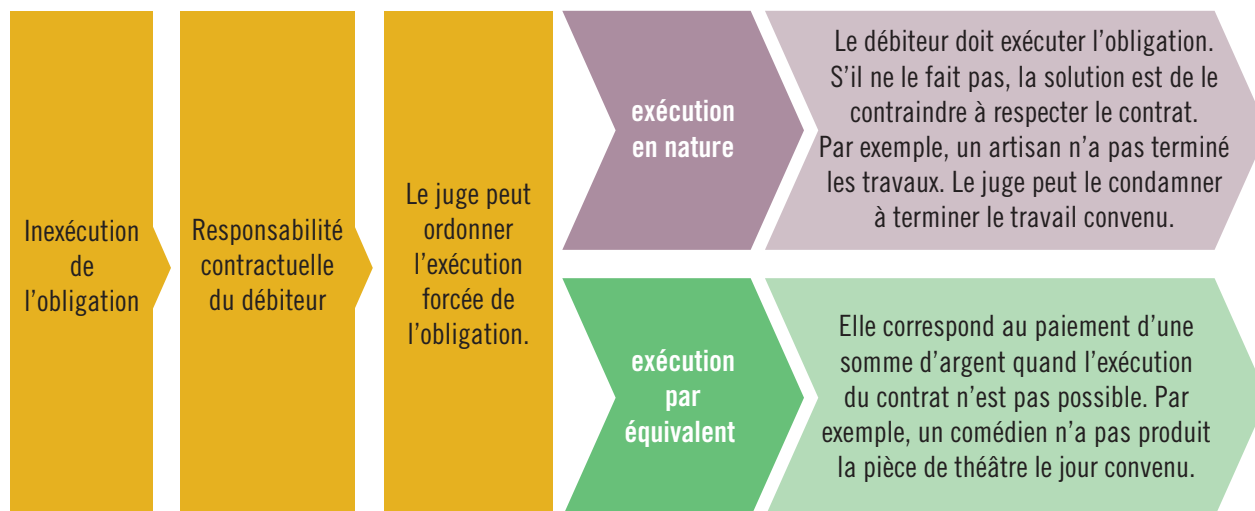 Inexécution
de
l’obligation
Responsabilité
contractuelle
du débiteur
Le juge peut
ordonner
l’exécution
forcée de
l’obligation.
exécution
en nature
Le débiteur doit exécuter l’obligation.
S’il ne le fait pas, la solution est de le
contraindre à respecter le contrat.
Par exemple, un artisan n’a pas terminé
les travaux. Le juge peut le condamner
à terminer le travail convenu.
exécution
par
équivalent
Elle correspond au paiement d’une
somme d’argent quand l’exécution
du contrat n’est pas possible. Par
exemple, un comédien n’a pas produit
la pièce de théâtre le jour convenu.